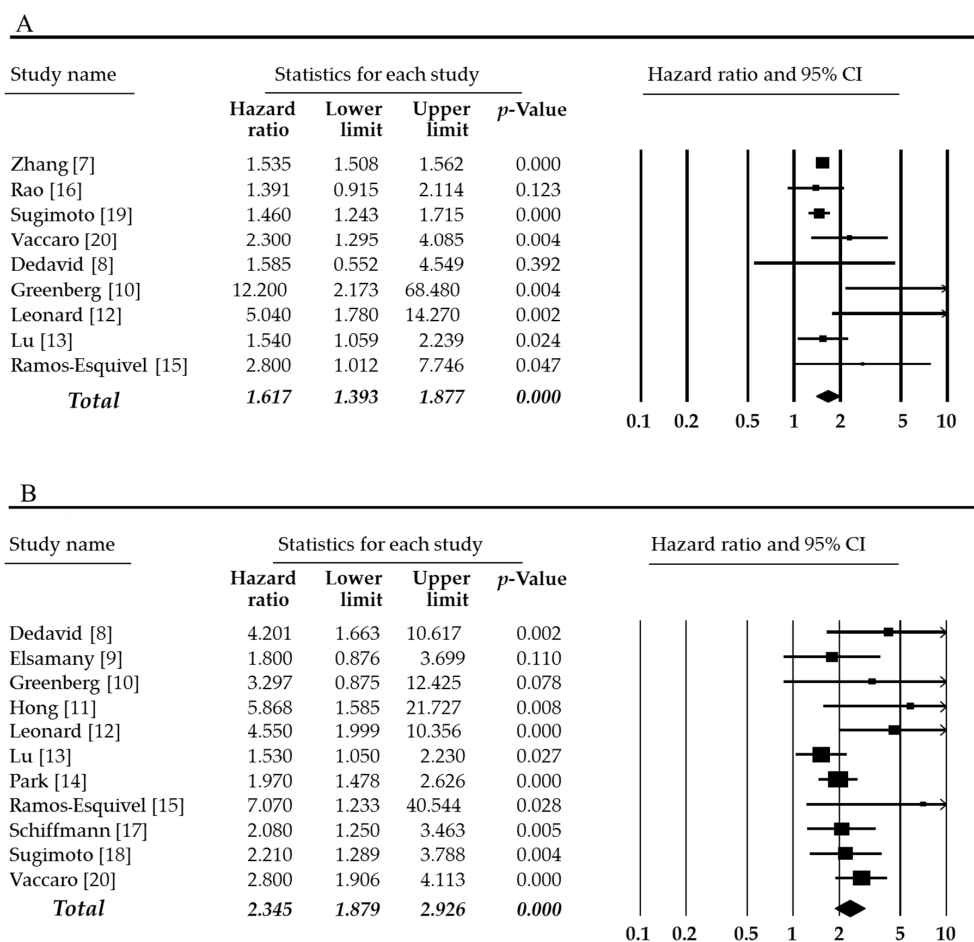 A
Study name Statistics for each study Hazard ratio and 95% CI
Hazard Lower Upper p-Value
ratio limit limit
Zhang [7] 1.535 1.508 1.562 0.000
Rao [16] 1.391 0.915 2.114 0.123
Sugimoto [19] 1.460 1.243 1.715 0.000
Vaccaro [20] 2.300 1.295 4.085 0.004
Dedavid [8] 1.585 0.552 4.549 0.392
Greenberg [10] 12.200 2.173 68.480 0.004
Leonard [12] 5.040 1.780 14.270 0.002
Lu [13] 1.540 1.059 2.239 0.024
Ramos-Esquivel [15] 2.800 1.012 7.746 0.047
Total 1.617 1.393 1.877 0.000
0.1 0.2 0.5 1 2 5 10
B
Study name Statistics for each study Hazard ratio and 95% CI
Hazard Lower Upper p-Value
ratio limit limit
Dedavid [8] 4.201 1.663 10.617 0.002
Elsamany [9] 1.800 0.876 3.699 0.110
Greenberg [10] 3.297 0.875 12.425 0.078
Hong [11] 5.868 1.585 21.727 0.008
Leonard [12] 4.550 1.999 10.356 0.000
Lu [13] 1.530 1.050 2.230 0.027
Park [14] 1.970 1.478 2.626 0.000
Ramos-Esquivel [15] 7.070 1.233 40.544 0.028
Schiffmann [17] 2.080 1.250 3.463 0.005
Sugimoto [18] 2.210 1.289 3.788 0.004
Vaccaro [20] 2.800 1.906 4.113 0.000
Total 2.345 1.879 2.926 0.000
0.1 0.2 0.5 1 2 5 10